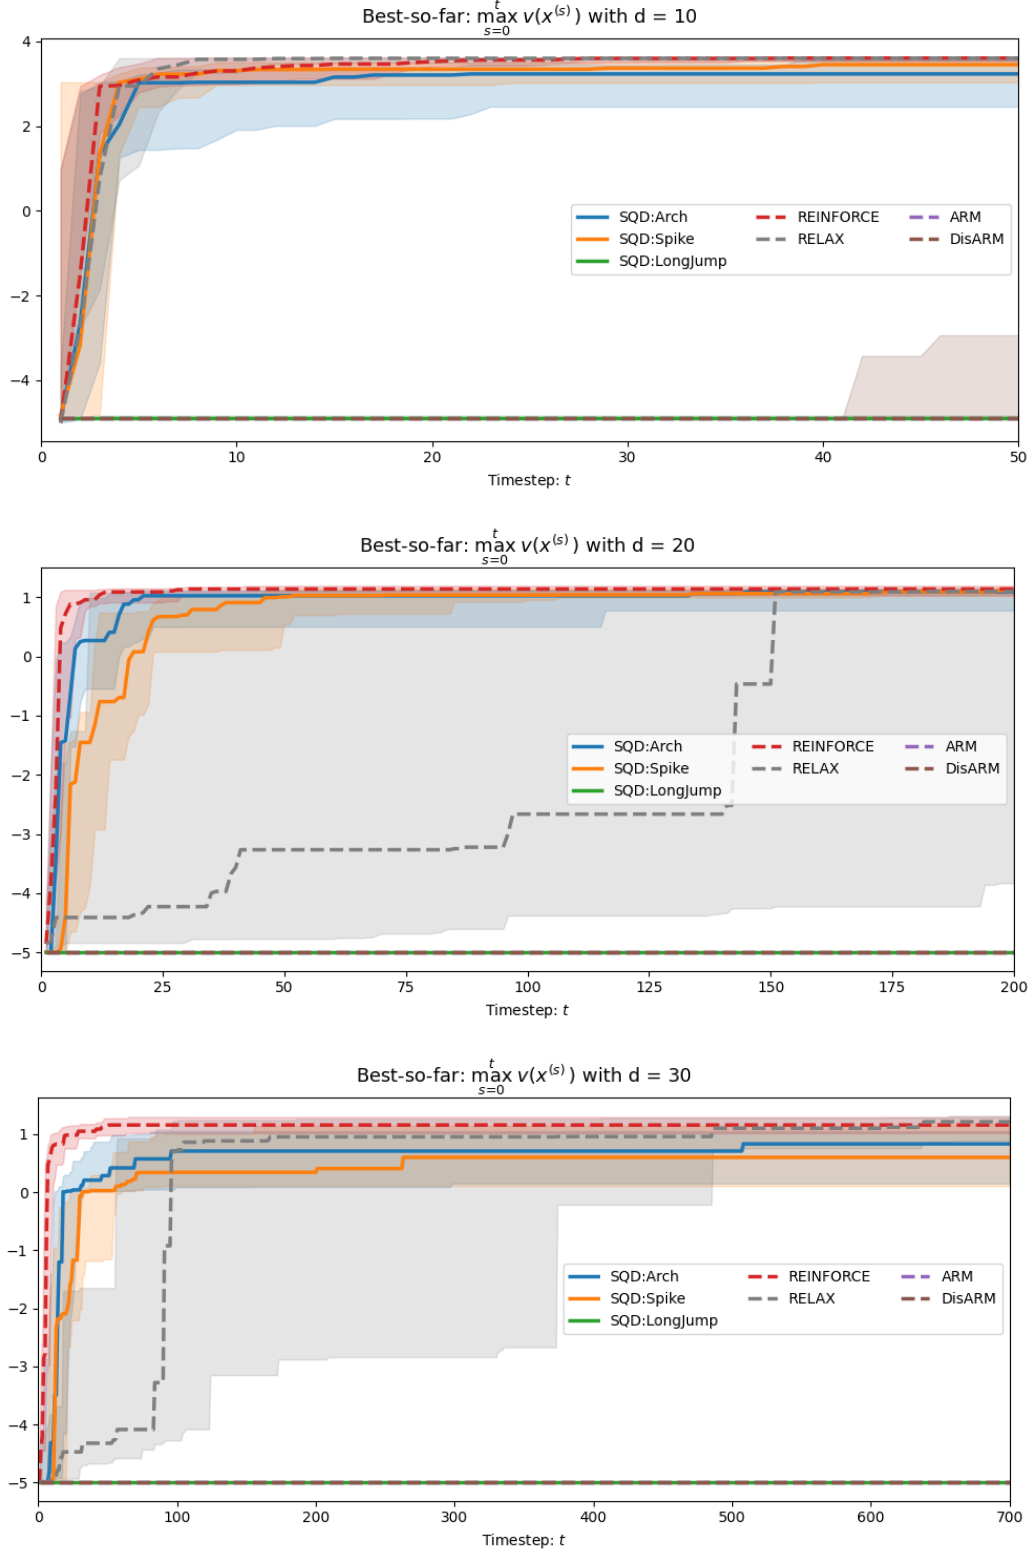 Best-so-far: max_{s=0}^{t} v(x^{(s)}) with d = 10
4
2
0
−2
−4
SQD:Arch
SQD:Spike
SQD:LongJump
REINFORCE
RELAX
ARM
DisARM
0 10 20 30 40 50
Timestep: t
Best-so-far: max_{s=0}^{t} v(x^{(s)}) with d = 20
1
0
−1
−2
−3
−4
−5
SQD:Arch
SQD:Spike
SQD:LongJump
REINFORCE
RELAX
ARM
DisARM
0 25 50 75 100 125 150 175 200
Timestep: t
Best-so-far: max_{s=0}^{t} v(x^{(s)}) with d = 30
1
0
−1
−2
−3
−4
−5
SQD:Arch
SQD:Spike
SQD:LongJump
REINFORCE
RELAX
ARM
DisARM
0 100 200 300 400 500 600 700
Timestep: t